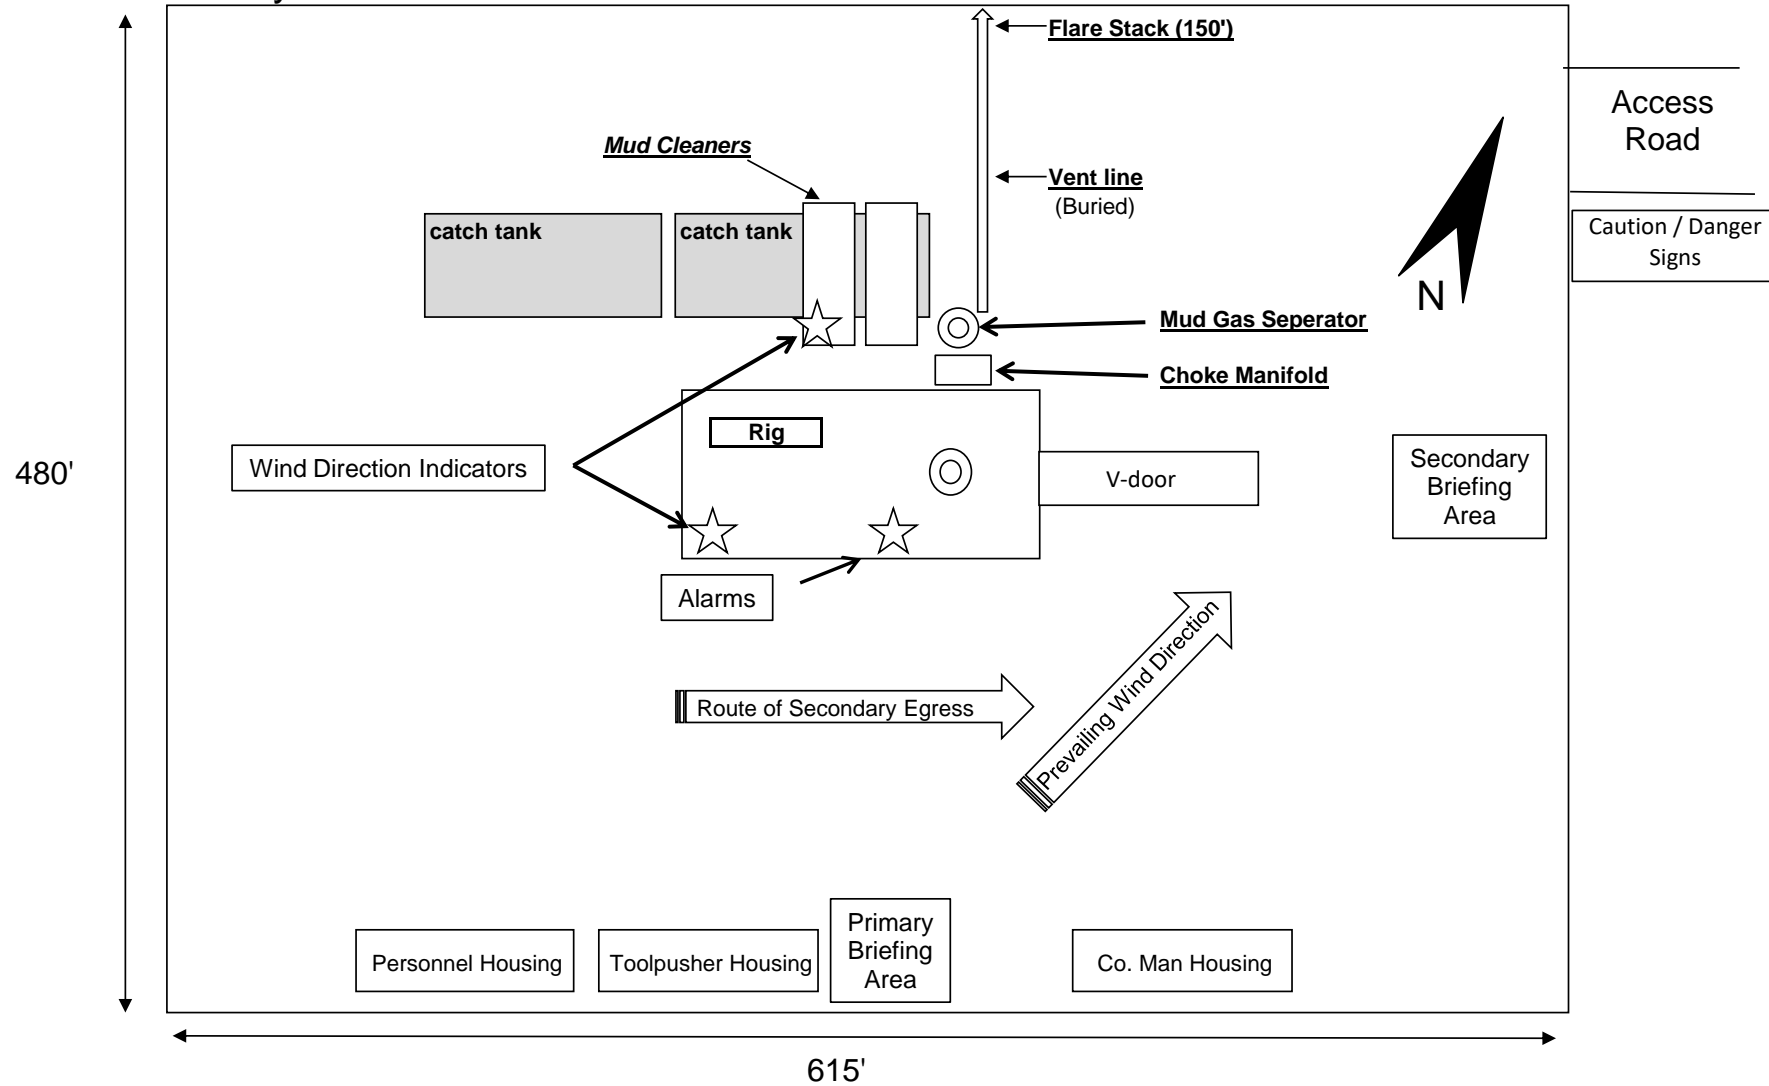 Flare Stack (150')
Access
Road
Mud Cleaners
Vent line
(Buried)
catch tank
catch tank
Caution / Danger
Signs
N
Mud Gas Seperator
Choke Manifold
Rig
480'
Wind Direction Indicators
V-door
Secondary
Briefing
Area
Alarms
Route of Secondary Egress
Prevailing Wind Direction
Primary
Briefing
Area
Personnel Housing
Toolpusher Housing
Co. Man Housing
615'